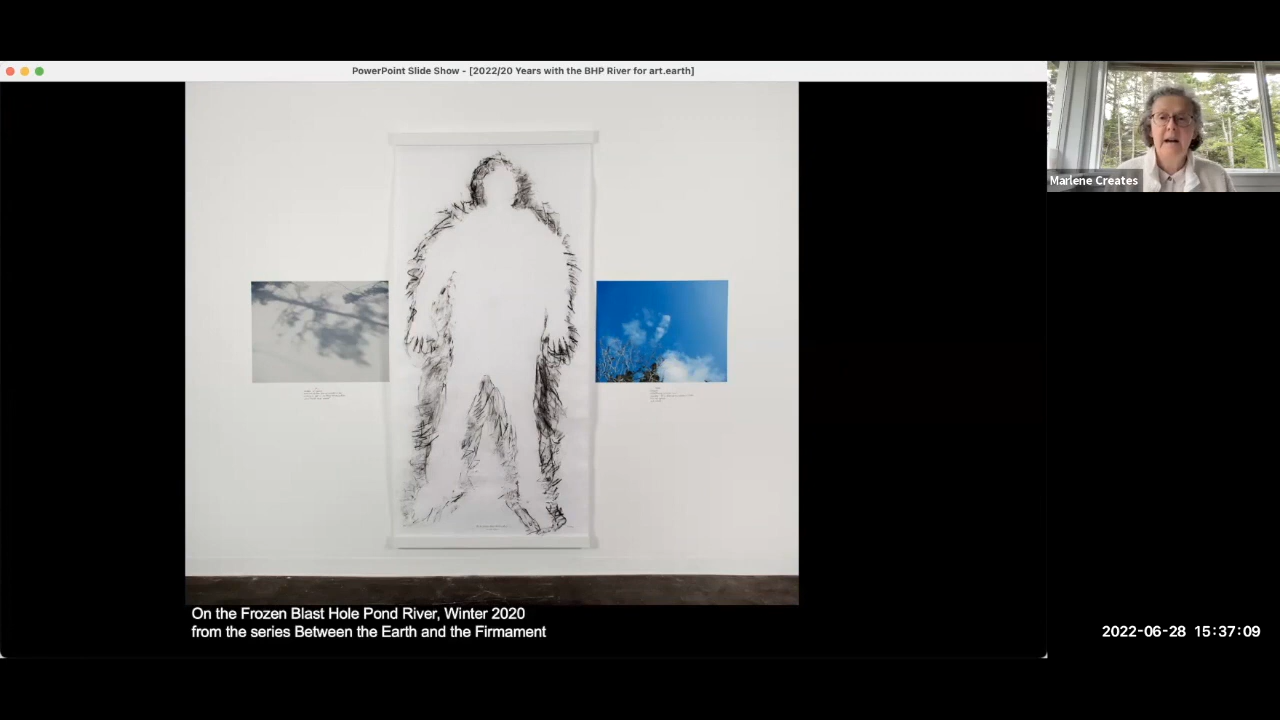 PowerPoint Slide Show - [2022/20 Years with the BHP River for art.earth]
Marlene Creates
On the Frozen Blast Hole Pond River, Winter 2020
from the series Between the Earth and the Firmament
2022-06-28 15:37:09